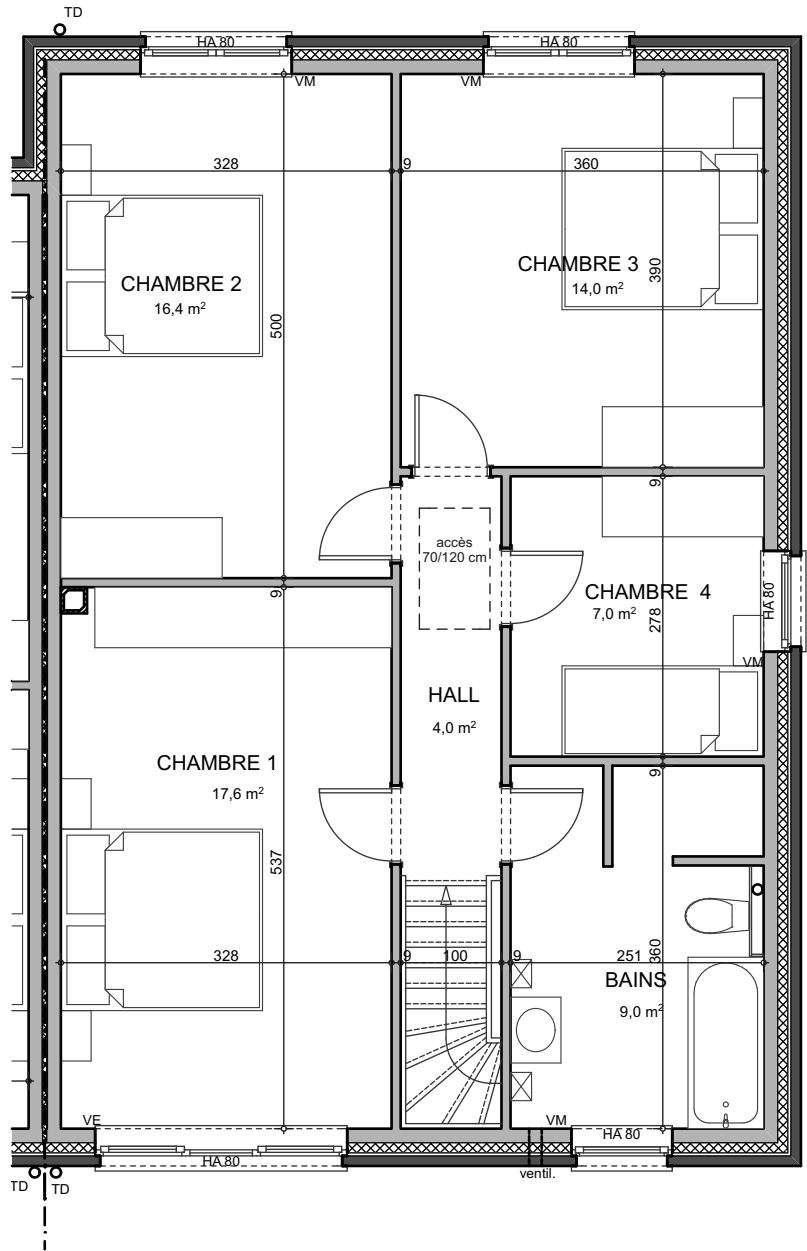 TD
HA 80
HA 80
VM
VM
328
9
360
CHAMBRE 2
16,4 m²
CHAMBRE 3
14,0 m²
390
500
9
accès
70/120 cm
CHAMBRE 4
7,0 m²
278
HA 80
VM
9
HALL
4,0 m²
CHAMBRE 1
17,6 m²
9
537
328
9
100
9
251
360
BAINS
9,0 m²
VE
HA 80
VM
HA 80
ventil.
TD
TD